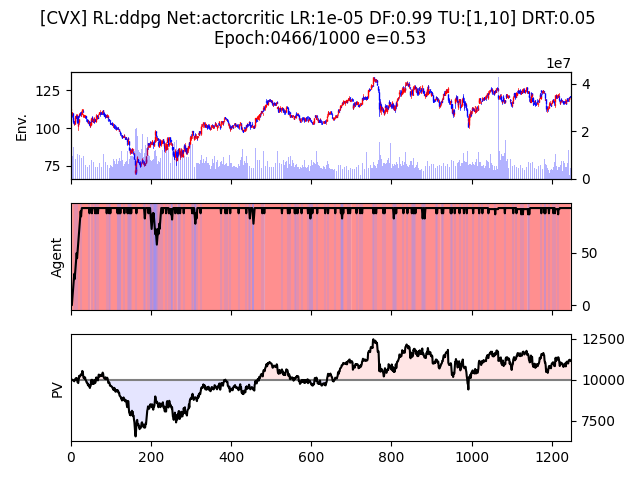 [CVX] RL:ddpg Net:actorcritic LR:1e-05 DF:0.99 TU:[1,10] DRT:0.05
Epoch:0466/1000 e=0.53
1e7
Env.
125
100
75
4
2
0
Agent
50
0
PV
12500
10000
7500
0 200 400 600 800 1000 1200